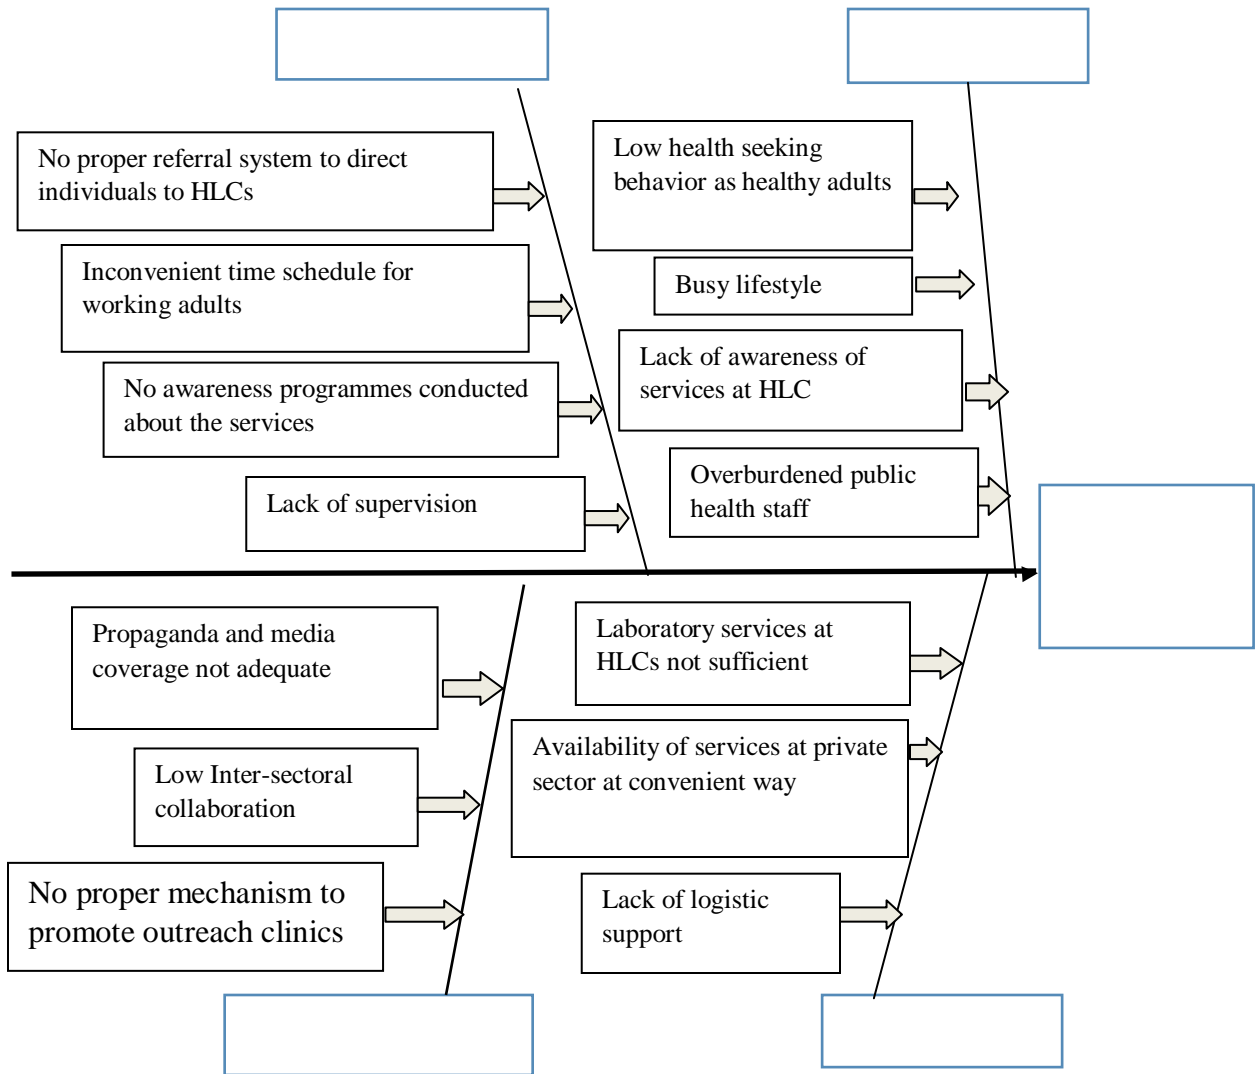 No proper referral system to direct
individuals to HLCs
Inconvenient time schedule for
working adults
No awareness programmes conducted
about the services
Lack of supervision
Low health seeking
behavior as healthy adults
Busy lifestyle
Lack of awareness of
services at HLC
Overburdened public
health staff
Propaganda and media
coverage not adequate
Low Inter-sectoral
collaboration
No proper mechanism to
promote outreach clinics
Laboratory services at
HLCs not sufficient
Availability of services at private
sector at convenient way
Lack of logistic
support